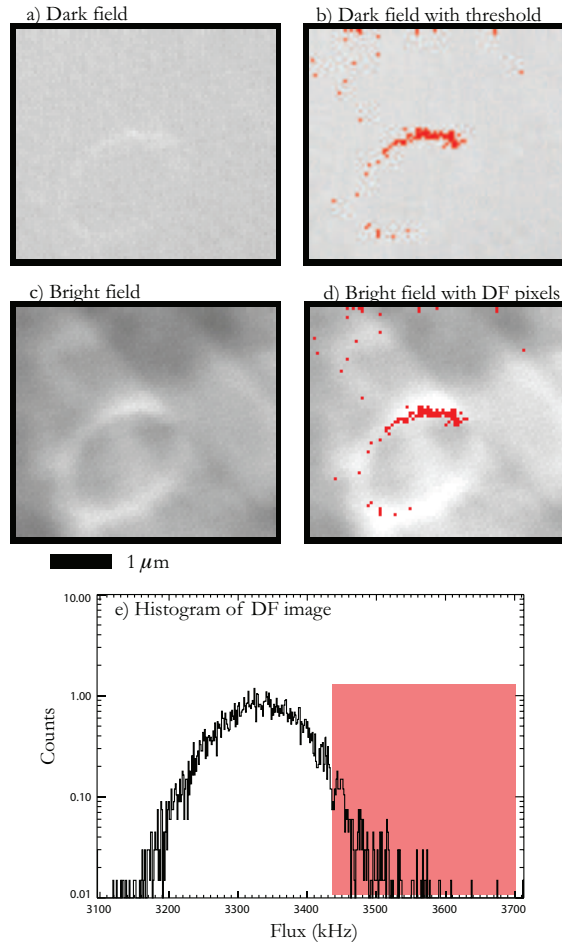 a) Dark field
b) Dark field with threshold
c) Bright field
d) Bright field with DF pixels
1 μm
e) Histogram of DF image
10.00
1.00
0.10
0.01
Counts
3100 3200 3300 3400 3500 3600 3700
Flux (kHz)